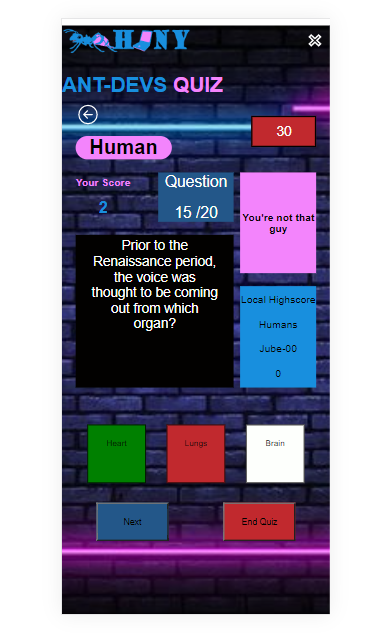 HNY
ANT-DEVS QUIZ
30
Human
Your Score
2
Question
15 /20
You're not that
guy
Prior to the
Renaissance period,
the voice was
thought to be coming
out from which
organ?
Local Highscore
Humans
Jube-00
0
Heart
Lungs
Brain
Next
End Quiz